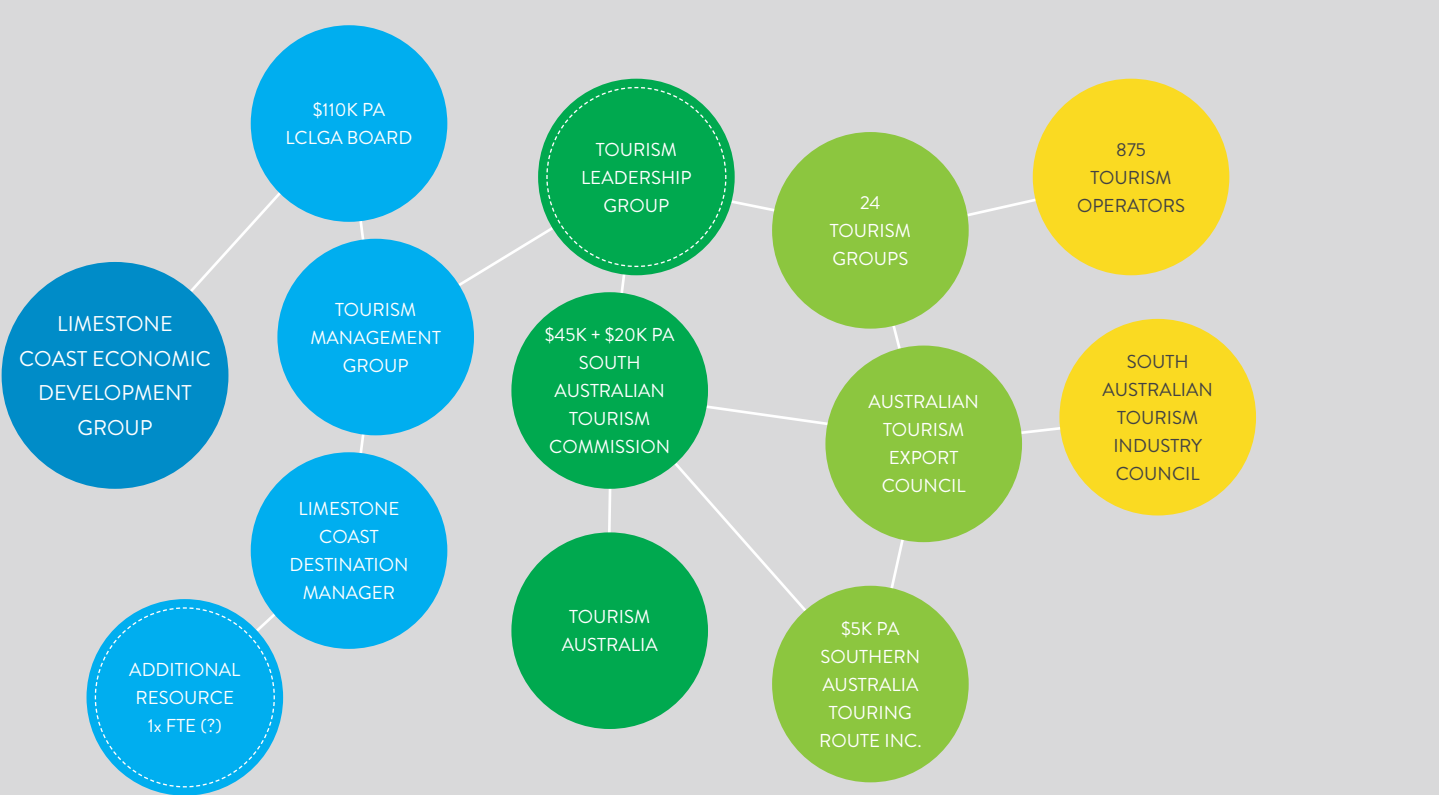 $110K PA
LCLGA BOARD
TOURISM
LEADERSHIP
GROUP
24
TOURISM
GROUPS
875
TOURISM
OPERATORS
LIMESTONE
COAST ECONOMIC
DEVELOPMENT
GROUP
TOURISM
MANAGEMENT
GROUP
$45K + $20K PA
SOUTH
AUSTRALIAN
TOURISM
COMMISSION
AUSTRALIAN
TOURISM
EXPORT
COUNCIL
SOUTH
AUSTRALIAN
TOURISM
INDUSTRY
COUNCIL
LIMESTONE
COAST
DESTINATION
MANAGER
TOURISM
AUSTRALIA
$5K PA
SOUTHERN
AUSTRALIA
TOURING
ROUTE INC.
ADDITIONAL
RESOURCE
1x FTE (?)